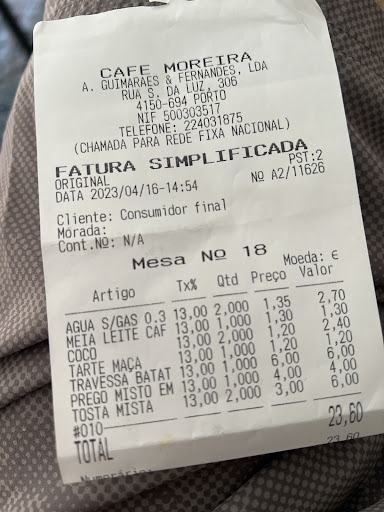 CAFE MOREIRA
A. GUIMARAES & FERNANDES, LDA
RUA S. DA LUZ, 306
4150-694 PORTO
NIF 500303517
TELEFONE: 224031875
(CHAMADA PARA REDE FIXA NACIONAL)
FATURA SIMPLIFICADA
ORIGINAL PST:2
DATA 2023/04/16-14:54 Nº A2/11626
Cliente: Consumidor final
Morada:
Cont.Nº: N/A
Mesa Nº 18
Moeda: €
Artigo Tx% Qtd Preço Valor
AGUA S/GAS 0.3 13,00 2,000 1,35 2,70
MEIA LEITE CAF 13,00 1,000 1,30 1,30
COCO 13,00 2,000 1,20 2,40
TARTE MAÇA 13,00 1,000 1,20 1,20
TRAVESSA BATAT 13,00 1,000 6,00 6,00
PREGO MISTO EM 13,00 1,000 4,00 4,00
TOSTA MISTA 13,00 2,000 3,00 6,00
#010
TOTAL 23,60
Numerário: 23,60